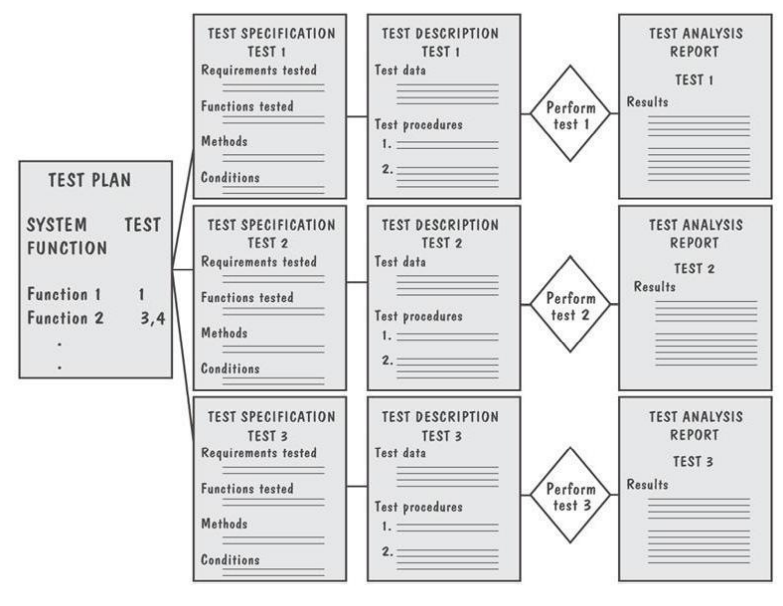 TEST PLAN
SYSTEM TEST
FUNCTION
Function 1 1
Function 2 3,4
.
.
TEST SPECIFICATION
TEST 1
Requirements tested
Functions tested
Methods
Conditions
TEST DESCRIPTION
TEST 1
Test data
Test procedures
1.
2.
Perform
test 1
TEST ANALYSIS
REPORT
TEST 1
Results
TEST SPECIFICATION
TEST 2
Requirements tested
Functions tested
Methods
Conditions
TEST DESCRIPTION
TEST 2
Test data
Test procedures
1.
2.
Perform
test 2
TEST ANALYSIS
REPORT
TEST 2
Results
TEST SPECIFICATION
TEST 3
Requirements tested
Functions tested
Methods
Conditions
TEST DESCRIPTION
TEST 3
Test data
Test procedures
1.
2.
Perform
test 3
TEST ANALYSIS
REPORT
TEST 3
Results